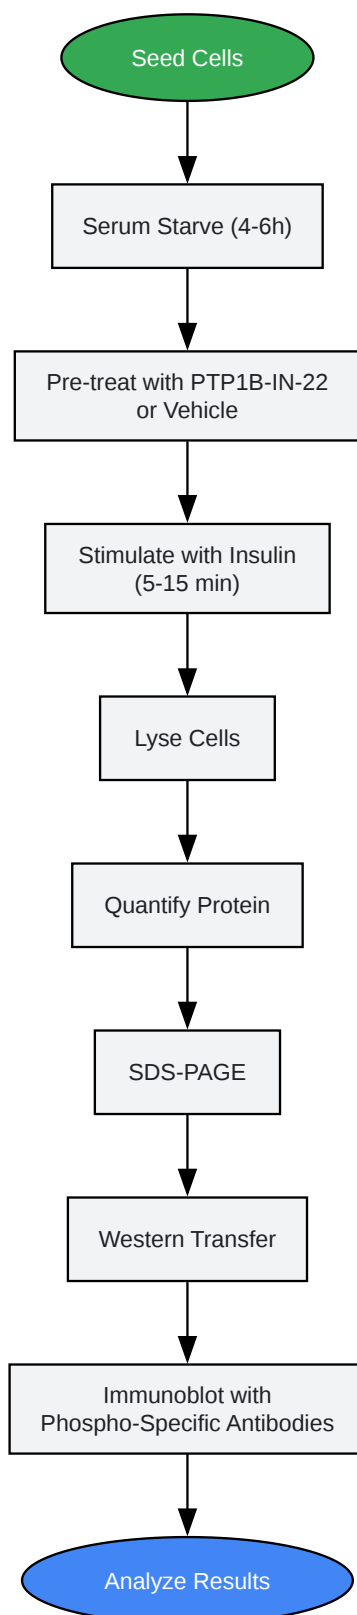 Seed Cells
Serum Starve (4-6h)
Pre-treat with PTP1B-IN-22
or Vehicle
Stimulate with Insulin
(5-15 min)
Lyse Cells
Quantify Protein
SDS-PAGE
Western Transfer
Immunoblot with
Phospho-Specific Antibodies
Analyze Results